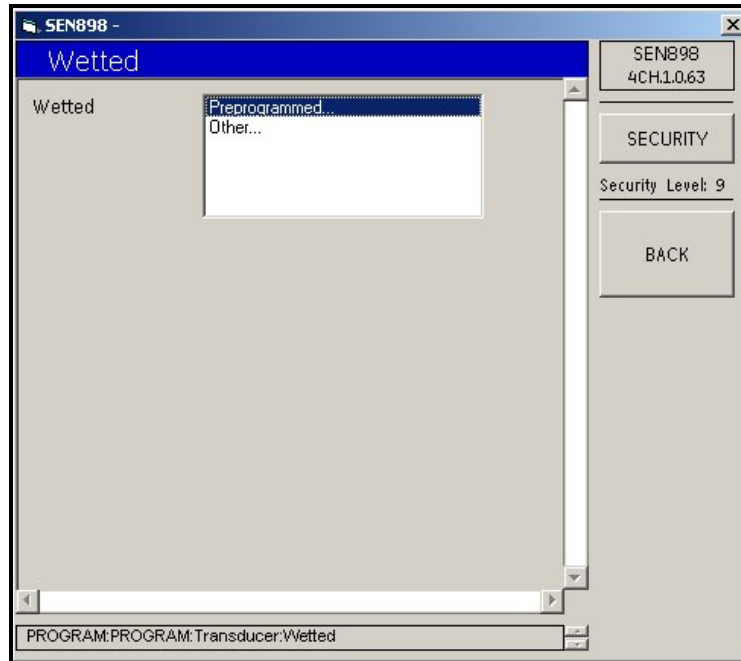 SEN898 -
Wetted
SEN898
4CH.1.0.63
Wetted
Preprogrammed...
Other...
SECURITY
Security Level: 9
BACK
PROGRAM:PROGRAM:Transducer:Wetted